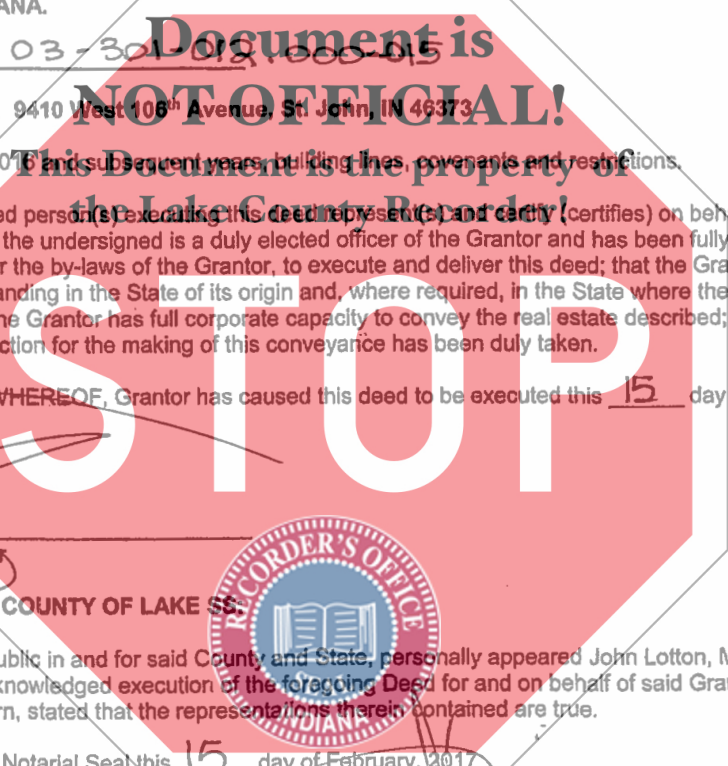 ANA.
03-301-012.000-015
9410 West 106th Avenue, St. John, IN 46373
and subsequent years, building lines, covenants and restrictions.
ed person(s) executing this deed represent(s) and certify (certifies) on beh
the undersigned is a duly elected officer of the Grantor and has been fully
r the by-laws of the Grantor, to execute and deliver this deed; that the Gra
anding in the State of its origin and, where required, in the State where the
ne Grantor has full corporate capacity to convey the real estate described;
ction for the making of this conveyance has been duly taken.
WHEREOF, Grantor has caused this deed to be executed this 15 day
COUNTY OF LAKE SS:
ublic in and for said County and State, personally appeared John Lotton, M
knowledged execution of the foregoing Deed for and on behalf of said Gra
rn, stated that the representations therein contained are true.
Notarial Seal this 15 day of February, 2017
Document is
NOT OFFICIAL!
This Document is the property of
the Lake County Recorder!
STOP
RECORDER'S OFFICE
SEAL
INDIANA